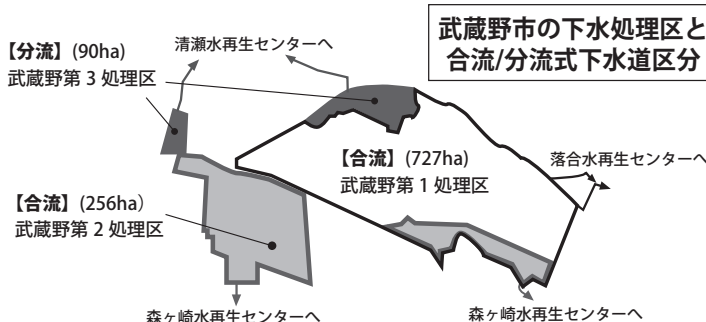 武蔵野市の下水処理区と
合流/分流式下水道区分
【分流】(90ha)
武蔵野第 3 処理区
清瀬水再生センターへ
【合流】(727ha)
武蔵野第 1 処理区
落合水再生センターへ
【合流】(256ha)
武蔵野第 2 処理区
森ヶ崎水再生センターへ
森ヶ崎水再生センターへ